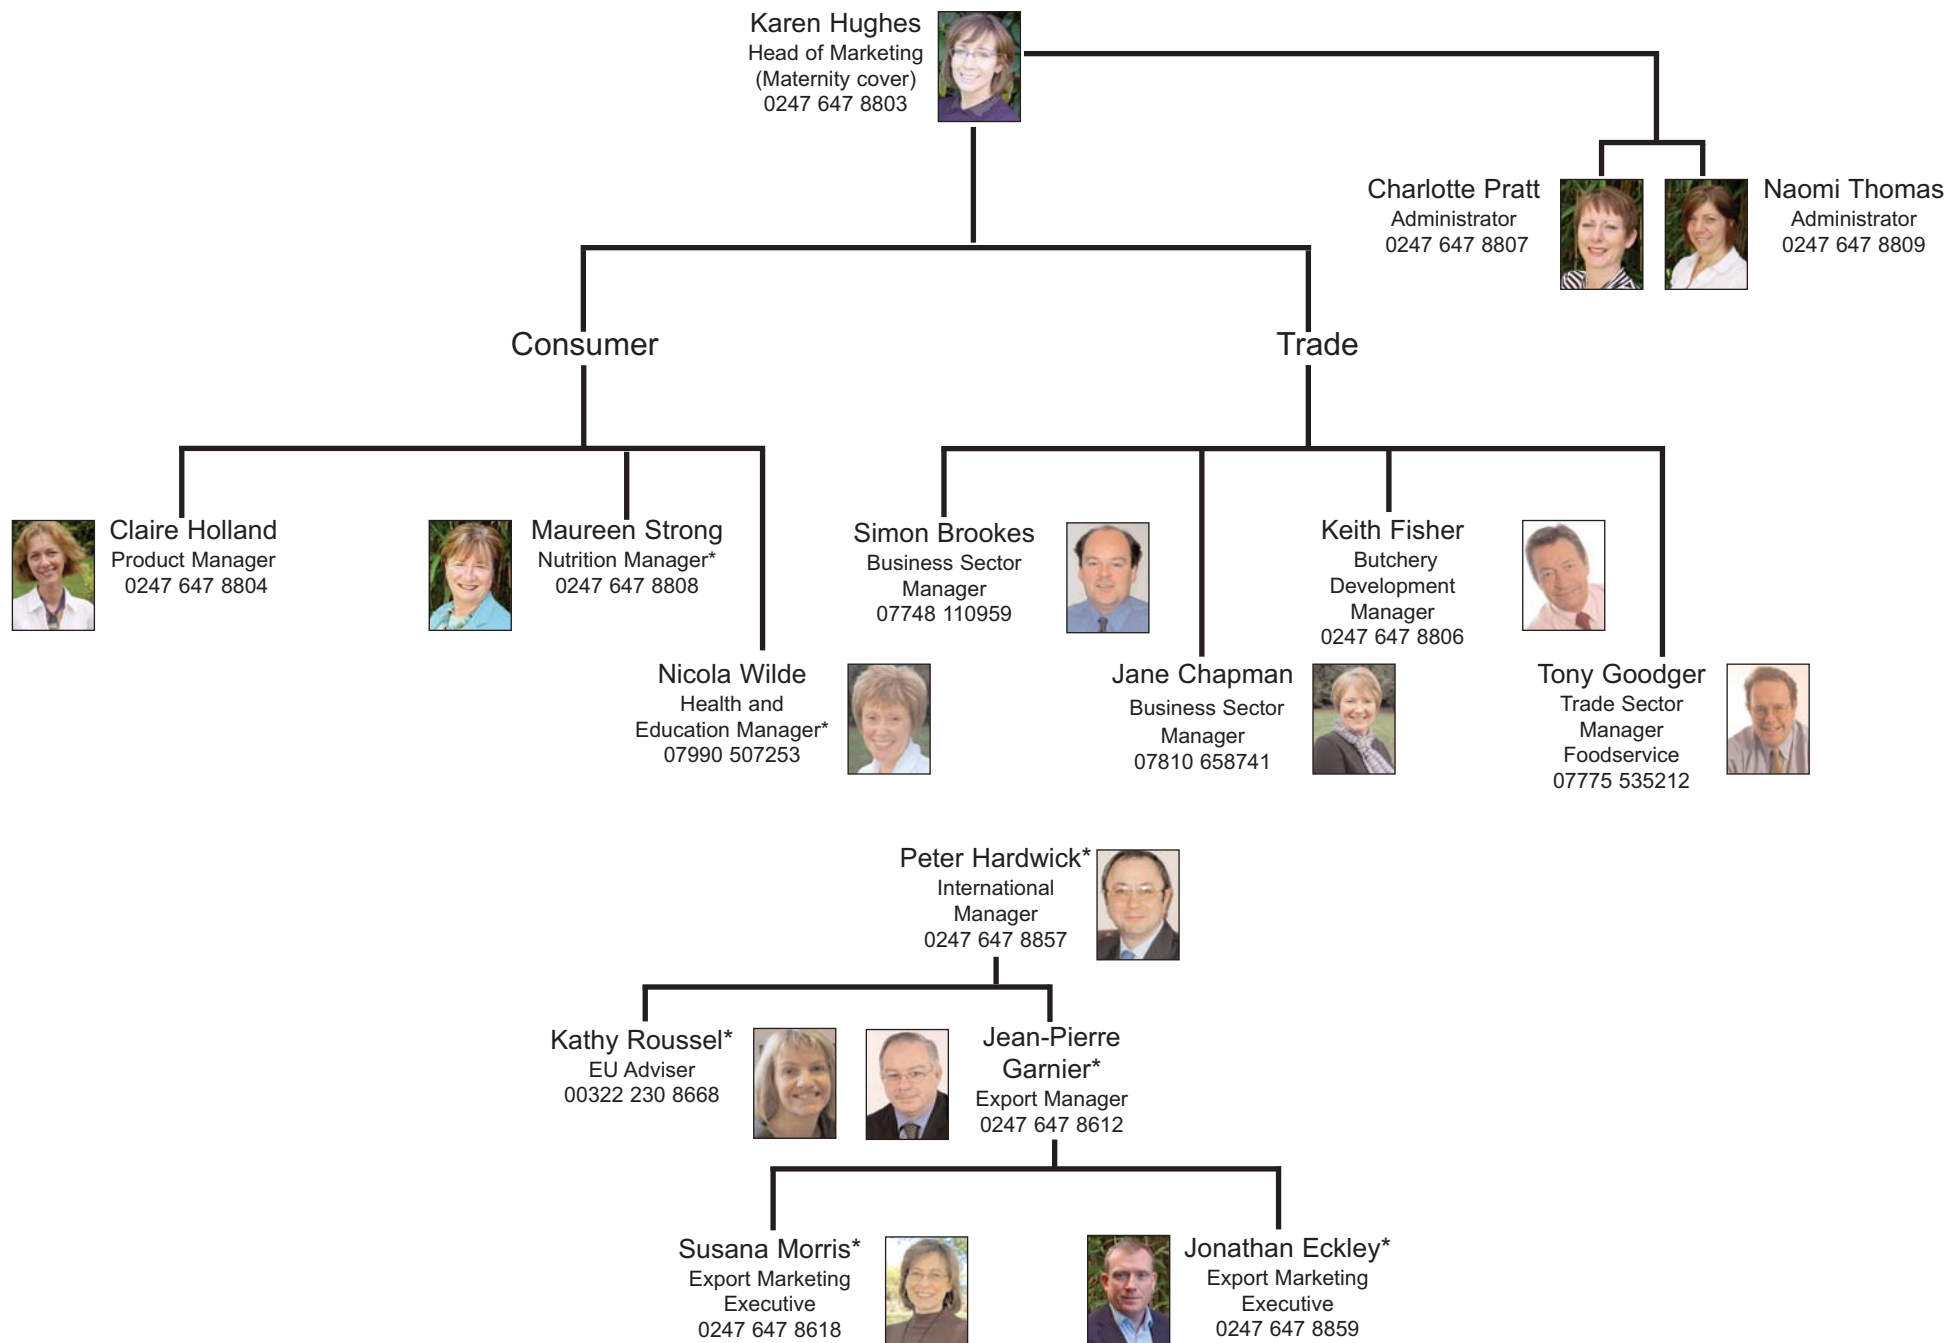 Karen Hughes
Head of Marketing
(Maternity cover)
0247 647 8803
Charlotte Pratt
Administrator
0247 647 8807
Naomi Thomas
Administrator
0247 647 8809
Consumer
Trade
Claire Holland
Product Manager
0247 647 8804
Maureen Strong
Nutrition Manager*
0247 647 8808
Nicola Wilde
Health and
Education Manager*
07990 507253
Simon Brookes
Business Sector
Manager
07748 110959
Jane Chapman
Business Sector
Manager
07810 658741
Keith Fisher
Butchery
Development
Manager
0247 647 8806
Tony Goodger
Trade Sector
Manager
Foodservice
07775 535212
Peter Hardwick*
International
Manager
0247 647 8857
Kathy Roussel*
EU Adviser
00322 230 8668
Jean-Pierre
Garnier*
Export Manager
0247 647 8612
Susana Morris*
Export Marketing
Executive
0247 647 8618
Jonathan Eckley*
Export Marketing
Executive
0247 647 8859